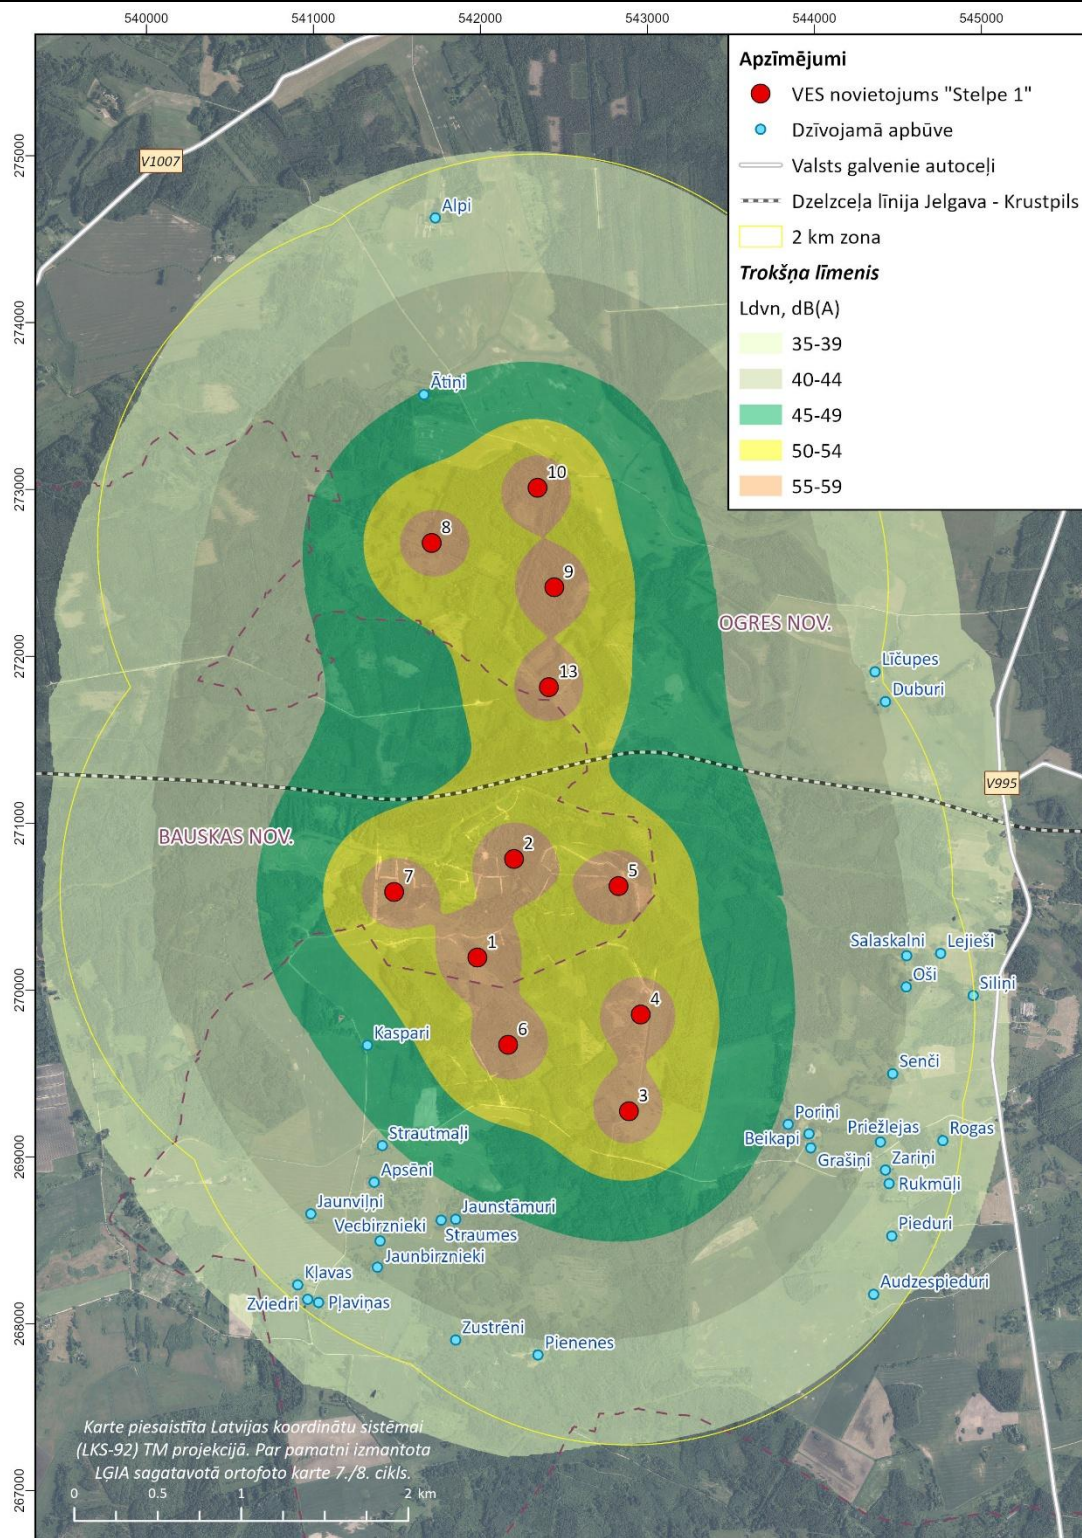 540000
541000
542000
543000
544000
545000
275000
274000
273000
272000
271000
270000
269000
268000
267000
Apzīmējumi
VES novietojums "Stelpe 1"
Dzīvojamā apbūve
Valsts galvenie autoceļi
Dzelzceļa līnija Jelgava - Krustpils
2 km zona
Trokšņa līmenis
Ldvn, dB(A)
35-39
40-44
45-49
50-54
55-59
V1007
Alpi
Ātiņi
10
8
9
OGRES NOV.
13
Līčupes
Duburi
V995
BAUSKAS NOV.
2
7
5
1
Salaskalni
Lejieši
Oši
Siliņi
4
6
Kaspari
Senči
3
Poriņi
Beikapi
Priežlejas
Rogas
Strautmaļi
Grašiņi
Zariņi
Apsēni
Rukmūļi
Jaunviļņi
Jaunstāmuri
Vecbirznieki
Straumes
Pieduri
Jaunbirznieki
Kļavas
Audzespieduri
Zviedri
Pļaviņas
Zustrēni
Pienenes
Karte piesaistīta Latvijas koordinātu sistēmai
(LKS-92) TM projekcijā. Par pamatni izmantota
LĢIA sagatavotā ortofoto karte 7./8. cikls.
0 0.5 1 2 km